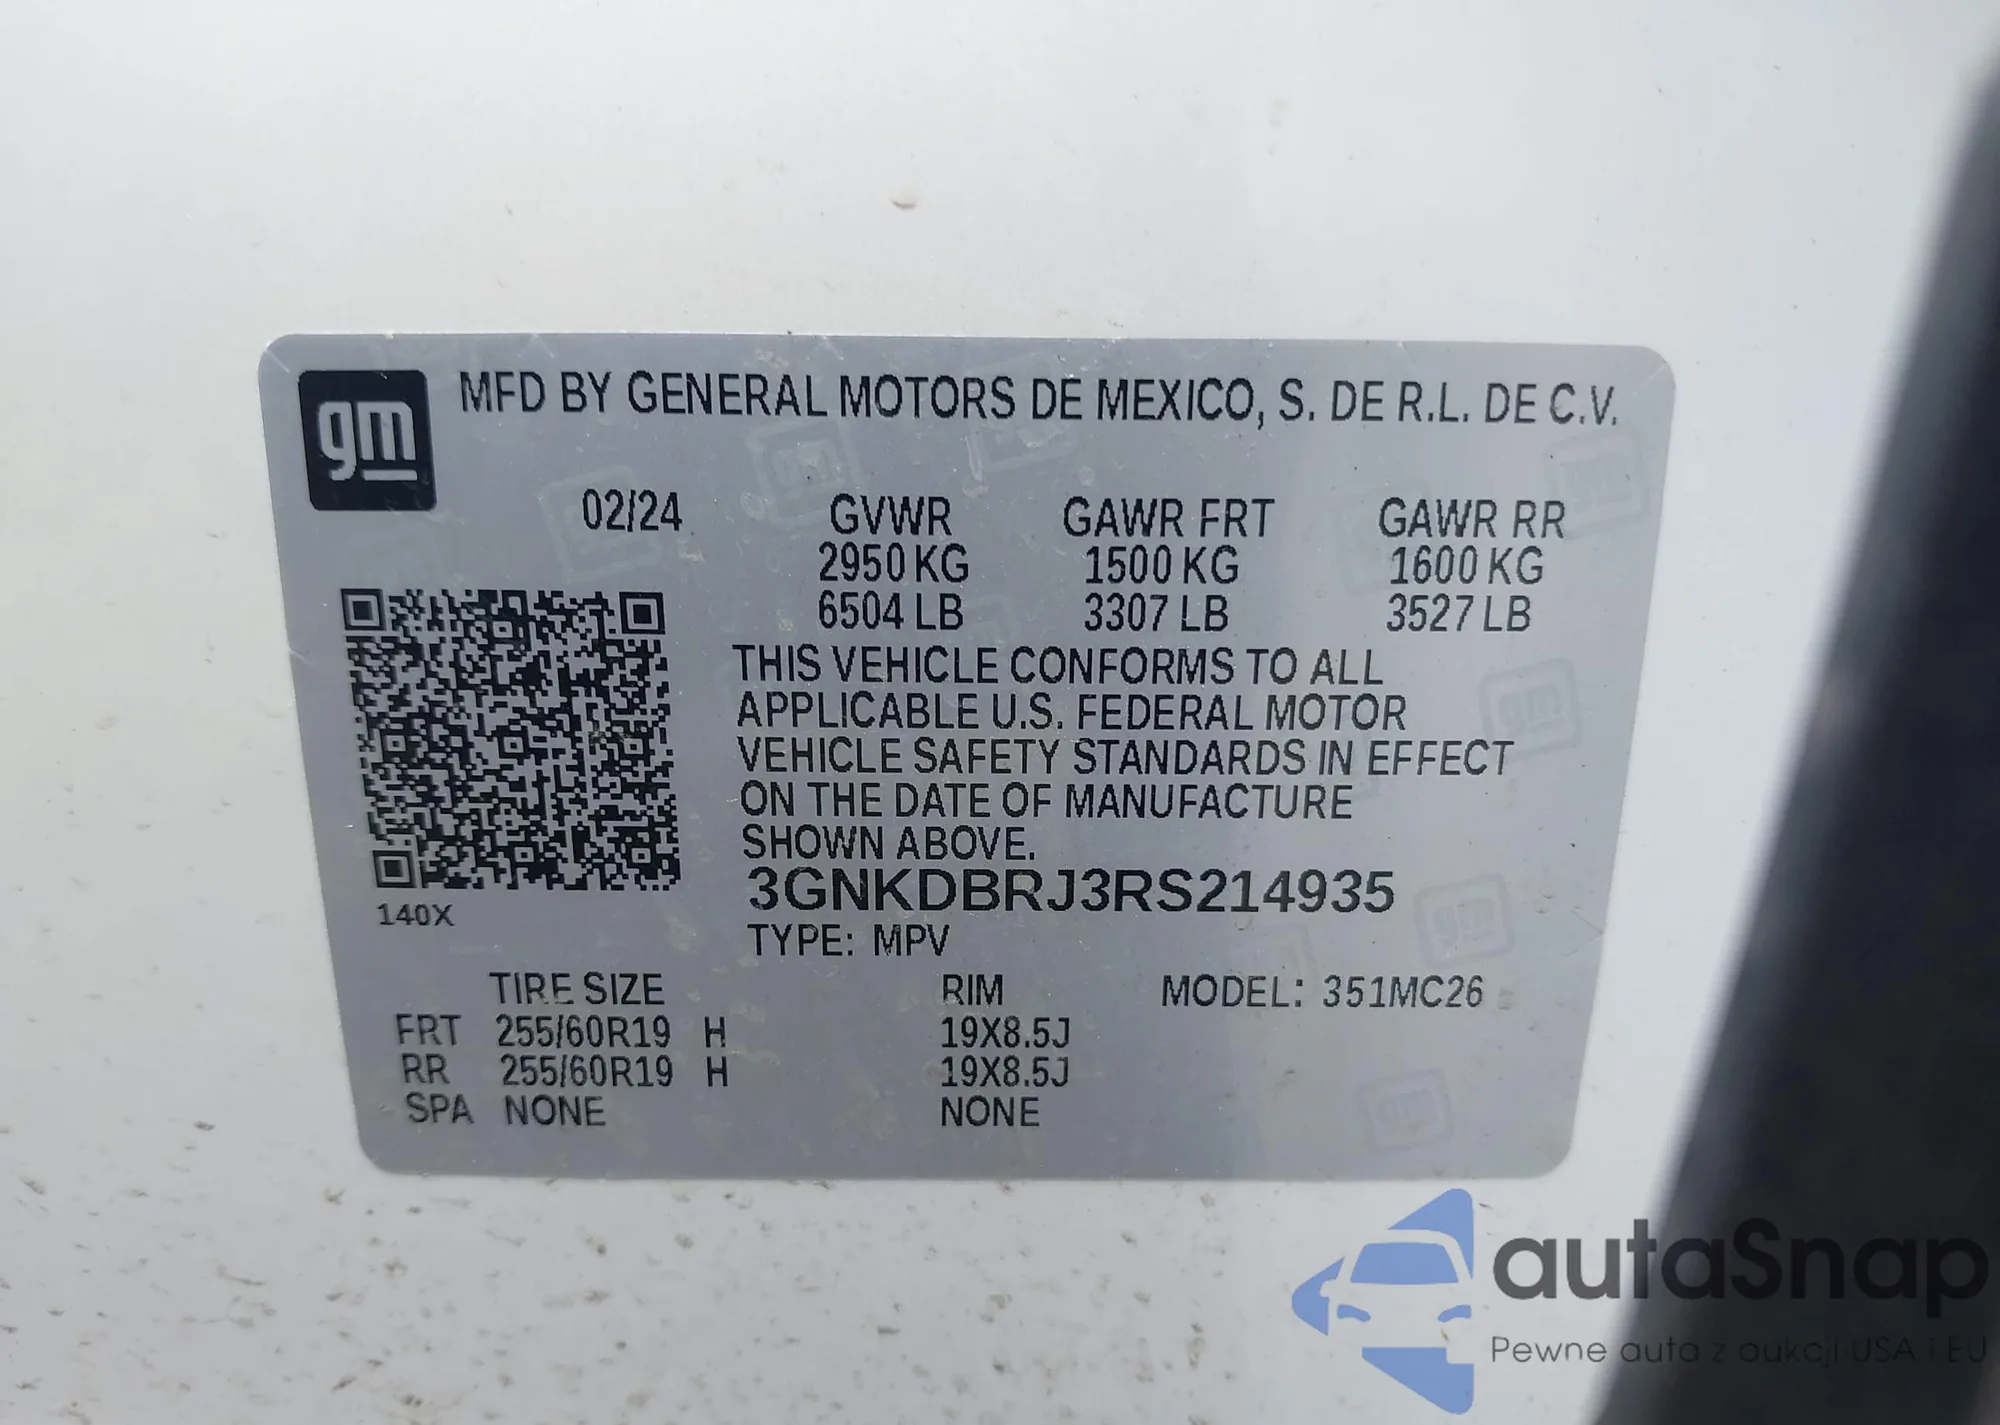 gm
MFD BY GENERAL MOTORS DE MEXICO, S. DE R.L. DE C.V.
02/24 GVWR GAWR FRT GAWR RR
2950 KG 1500 KG 1600 KG
6504 LB 3307 LB 3527 LB
THIS VEHICLE CONFORMS TO ALL
APPLICABLE U.S. FEDERAL MOTOR
VEHICLE SAFETY STANDARDS IN EFFECT
ON THE DATE OF MANUFACTURE
SHOWN ABOVE.
3GNKDBRJ3RS214935
140X
TYPE: MPV
TIRE SIZE RIM MODEL: 351MC26
FRT 255/60R19 H 19X8.5J
RR 255/60R19 H 19X8.5J
SPA NONE NONE
autaSnap
Pewne auta z aukcji USA i EU